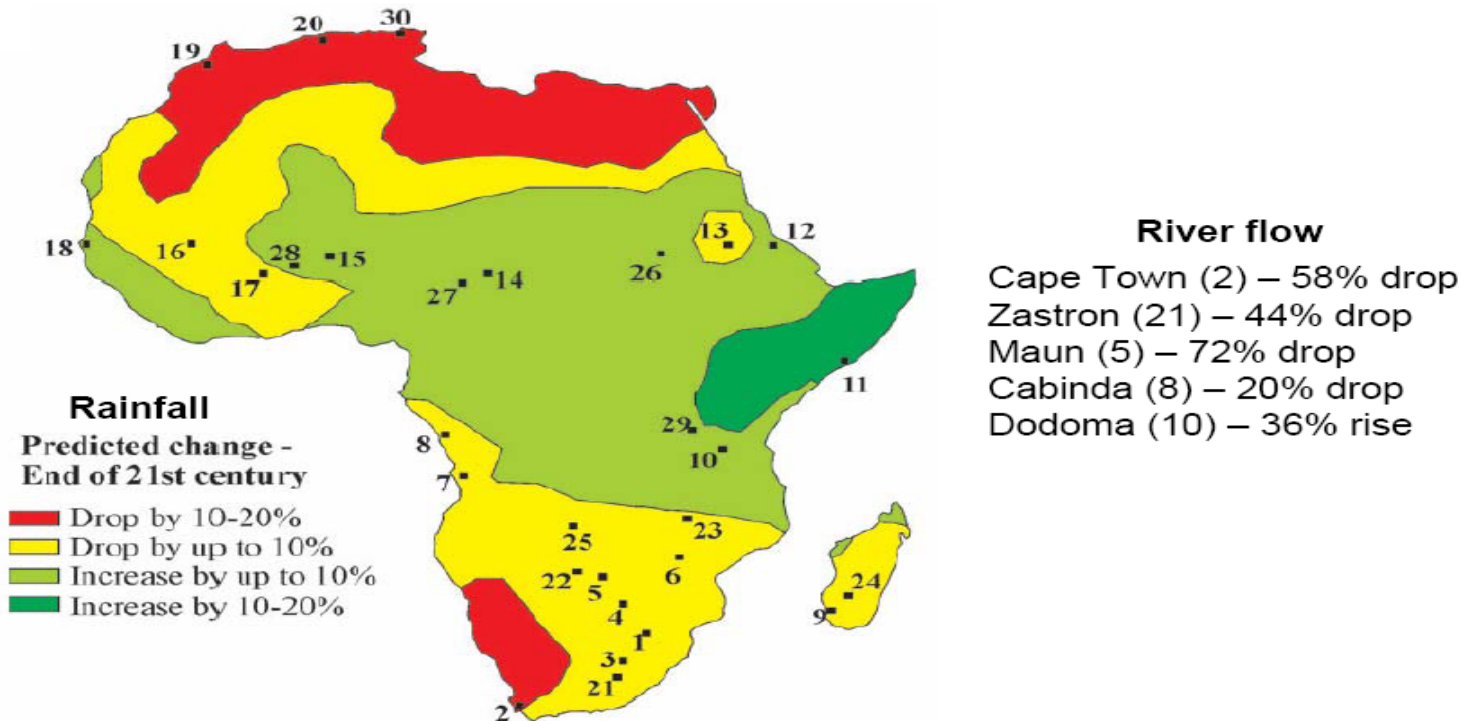 30
20
19
18
16
17
28
15
27
14
26
13
12
11
29
10
8
7
25
23
22
5
6
4
1
3
21
2
24
9
Rainfall
Predicted change -
End of 21st century
Drop by 10-20%
Drop by up to 10%
Increase by up to 10%
Increase by 10-20%
River flow
Cape Town (2) – 58% drop
Zastron (21) – 44% drop
Maun (5) – 72% drop
Cabinda (8) – 20% drop
Dodoma (10) – 36% rise